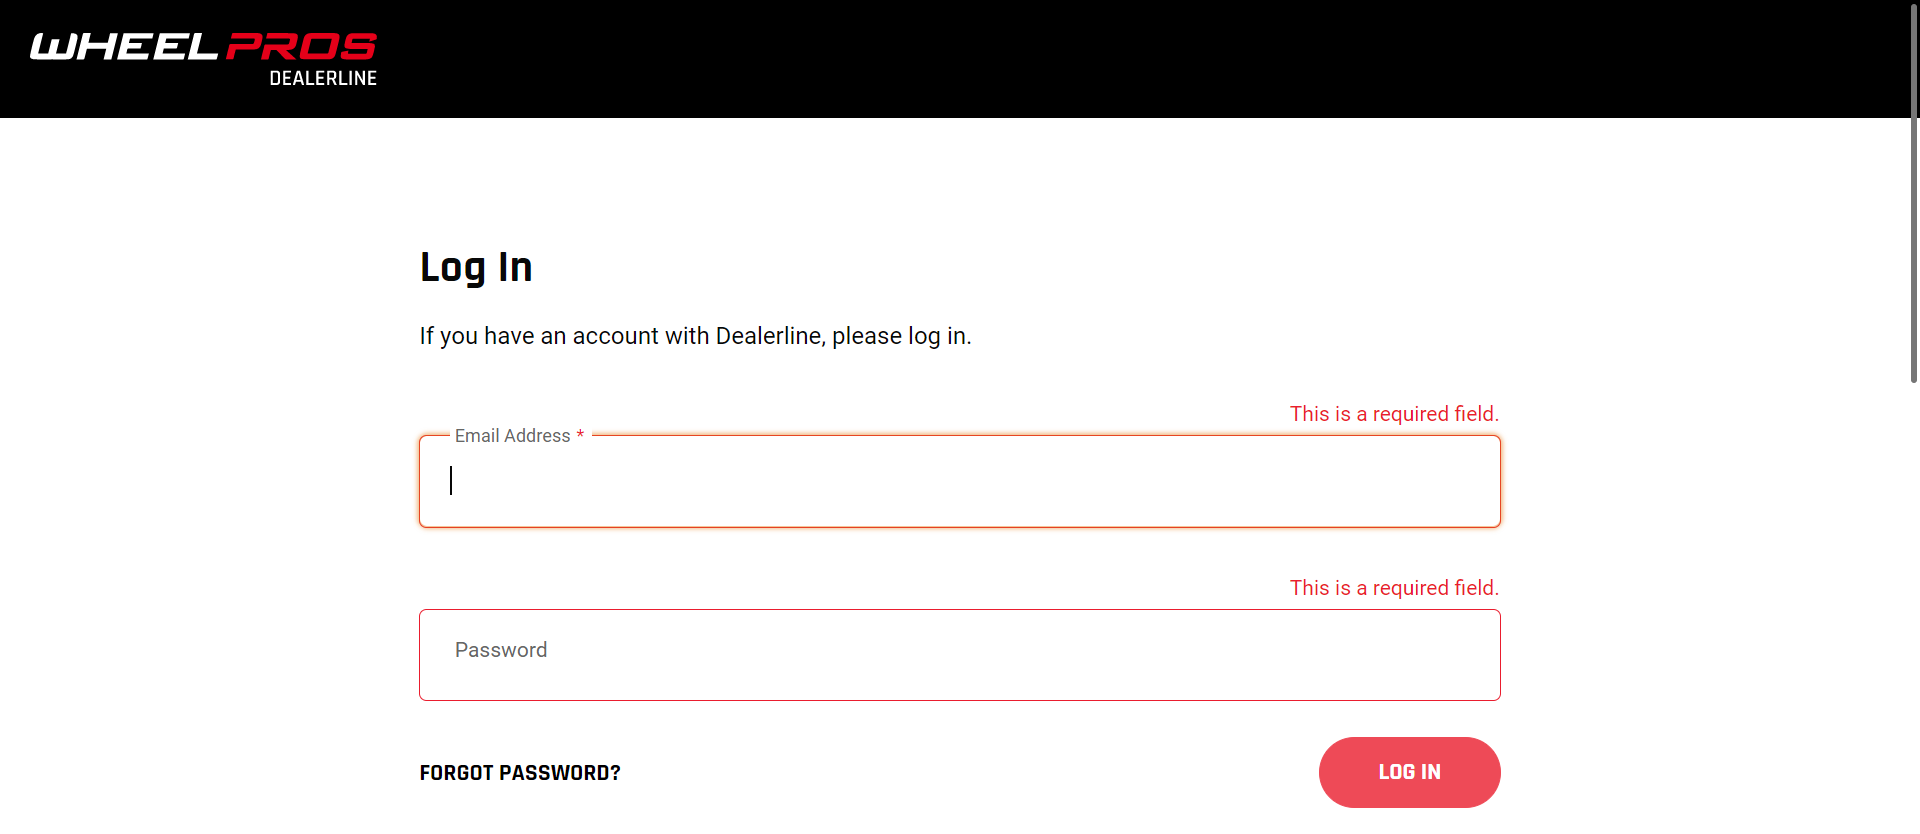 WHEEL PROS
DEALERLINE
Log In
If you have an account with Dealerline, please log in.
This is a required field.
Email Address *
This is a required field.
Password
FORGOT PASSWORD?
LOG IN